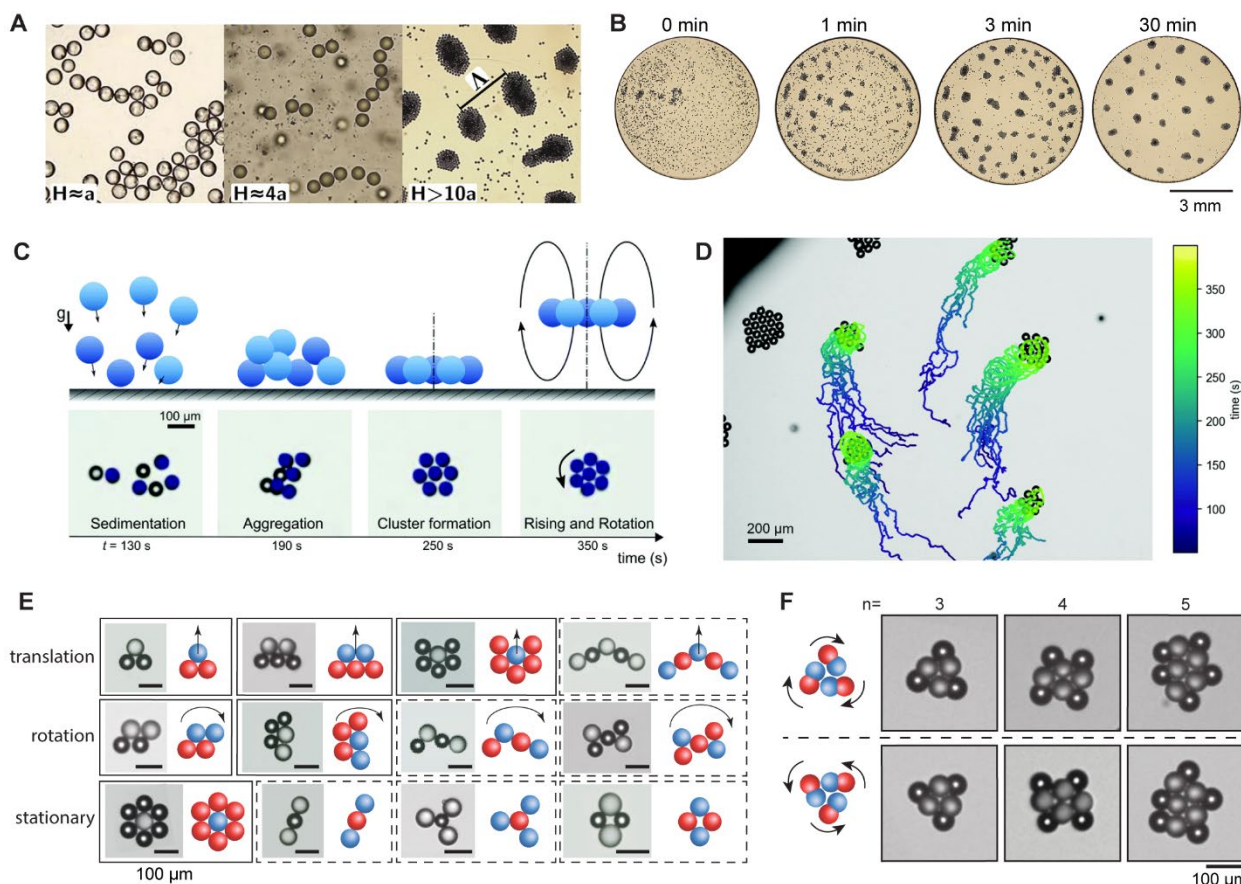 A
H≈a
H≈4a
H>10a
Λ
B
0 min
1 min
3 min
30 min
3 mm
C
g
100 µm
Sedimentation
Aggregation
Cluster formation
Rising and Rotation
t = 130 s
190 s
250 s
350 s
time (s)
D
200 µm
350
300
250
200
150
100
time (s)
E
translation
rotation
stationary
100 µm
F
n=
3
4
5
100 µm